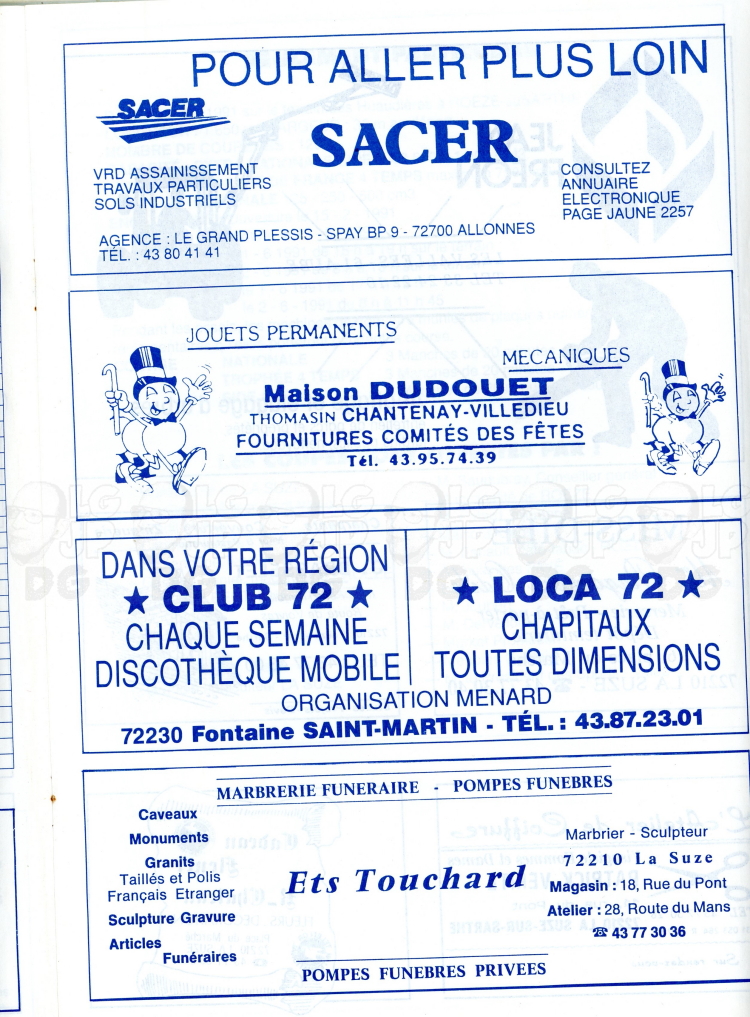 POUR ALLER PLUS LOIN
SACER
SACER
VRD ASSAINISSEMENT
TRAVAUX PARTICULIERS
SOLS INDUSTRIELS
CONSULTEZ
ANNUAIRE
ELECTRONIQUE
PAGE JAUNE 2257
AGENCE : LE GRAND PLESSIS - SPAY BP 9 - 72700 ALLONNES
TÉL. : 43 80 41 41
JOUETS PERMANENTS
MECANIQUES
Maison DUDOUET
THOMASIN CHANTENAY-VILLEDIEU
FOURNITURES COMITÉS DES FÊTES
Tél. 43.95.74.39
DANS VOTRE RÉGION
★ CLUB 72 ★
CHAQUE SEMAINE
DISCOTHÈQUE MOBILE
★ LOCA 72 ★
CHAPITAUX
TOUTES DIMENSIONS
ORGANISATION MENARD
72230 Fontaine SAINT-MARTIN - TÉL. : 43.87.23.01
MARBRERIE FUNERAIRE - POMPES FUNEBRES
Caveaux
Monuments
Granits
Taillés et Polis
Français Etranger
Sculpture Gravure
Articles
Funéraires
Ets Touchard
Marbrier - Sculpteur
72210 La Suze
Magasin : 18, Rue du Pont
Atelier : 28, Route du Mans
☎ 43 77 30 36
POMPES FUNEBRES PRIVEES